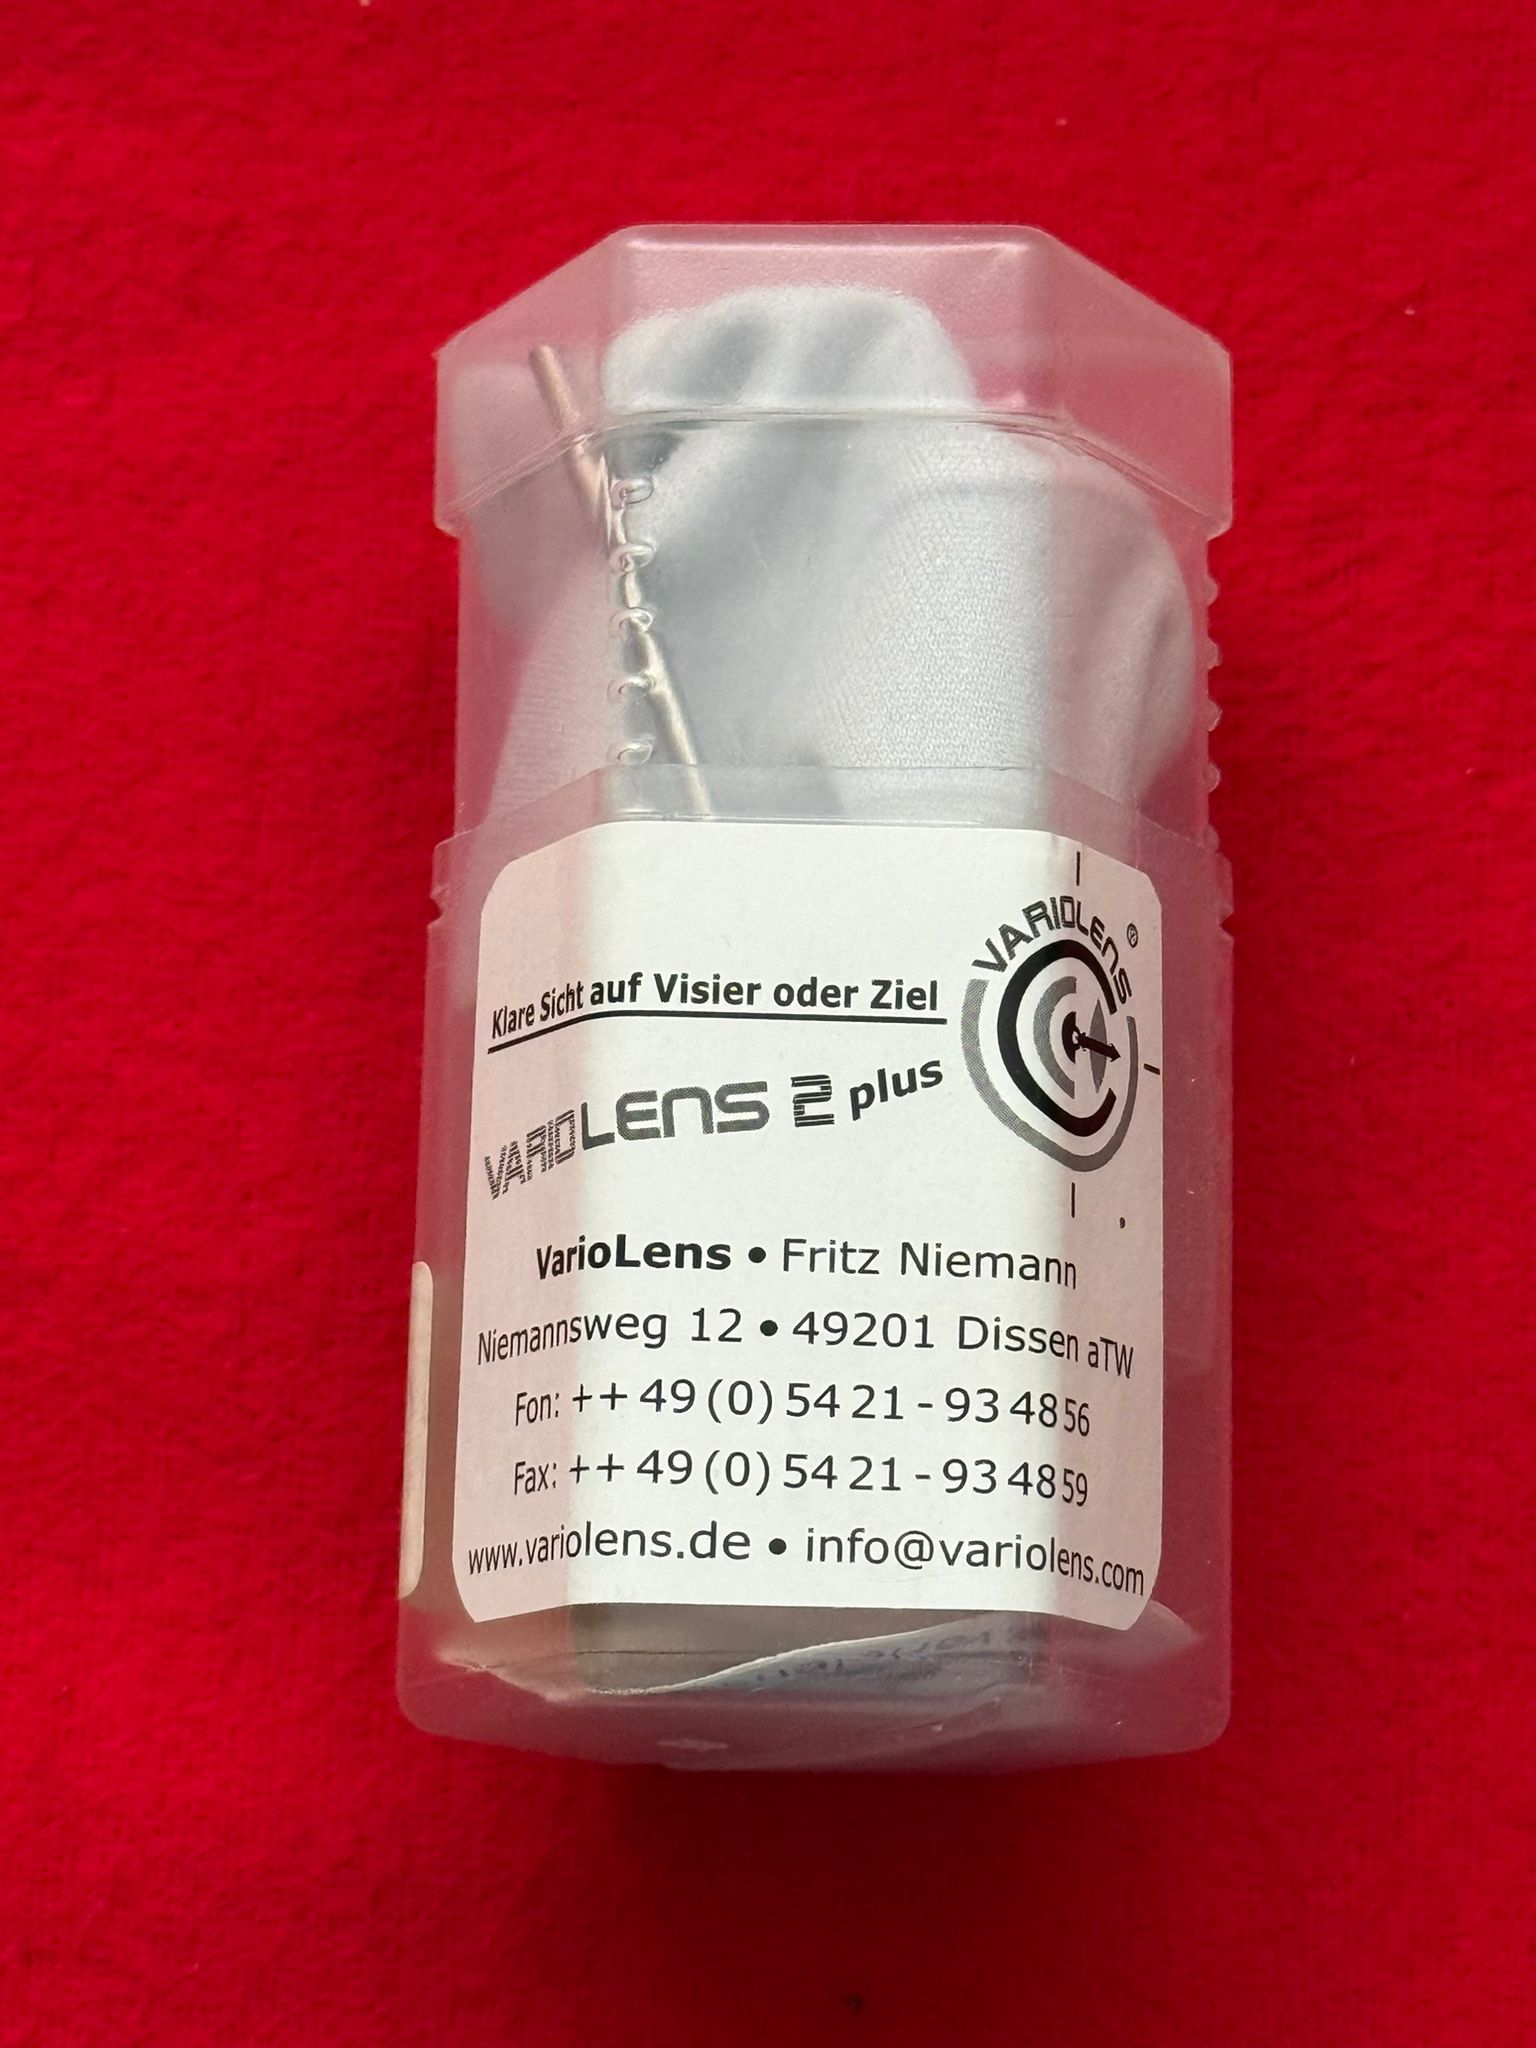 VARIOLENS ®
Klare Sicht auf Visier oder Ziel
VARIOLENS 2 plus
VarioLens • Fritz Niemann
Niemannsweg 12 • 49201 Dissen aTW
Fon: ++ 49 (0) 54 21 - 93 48 56
Fax: ++ 49 (0) 54 21 - 93 48 59
www.variolens.de • info@variolens.com